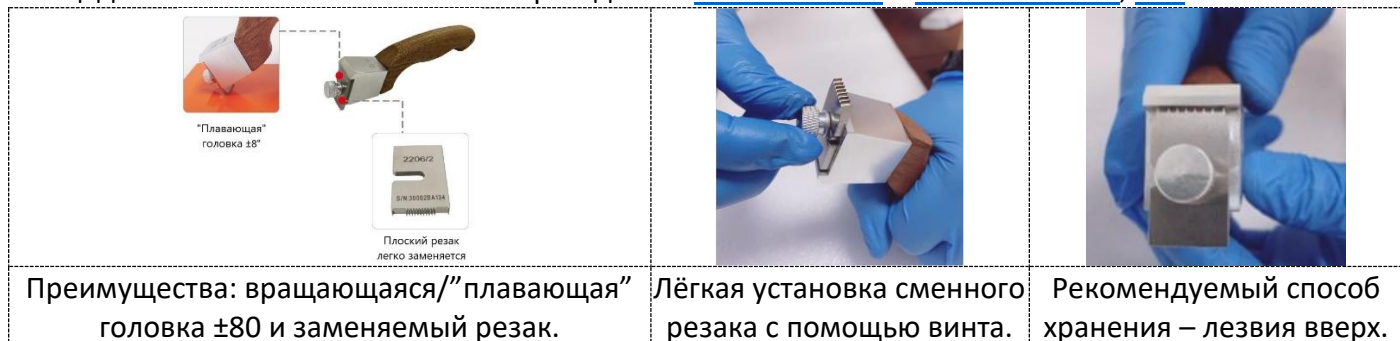 "Плавающая"
головка ±8°
2206/2
Плоский резак
легко заменяется
Преимущества: вращающаяся/”плавающая”
головка ±80 и заменяемый резак.
Лёгкая установка сменного
резака с помощью винта.
Рекомендуемый способ
хранения – лезвия вверх.